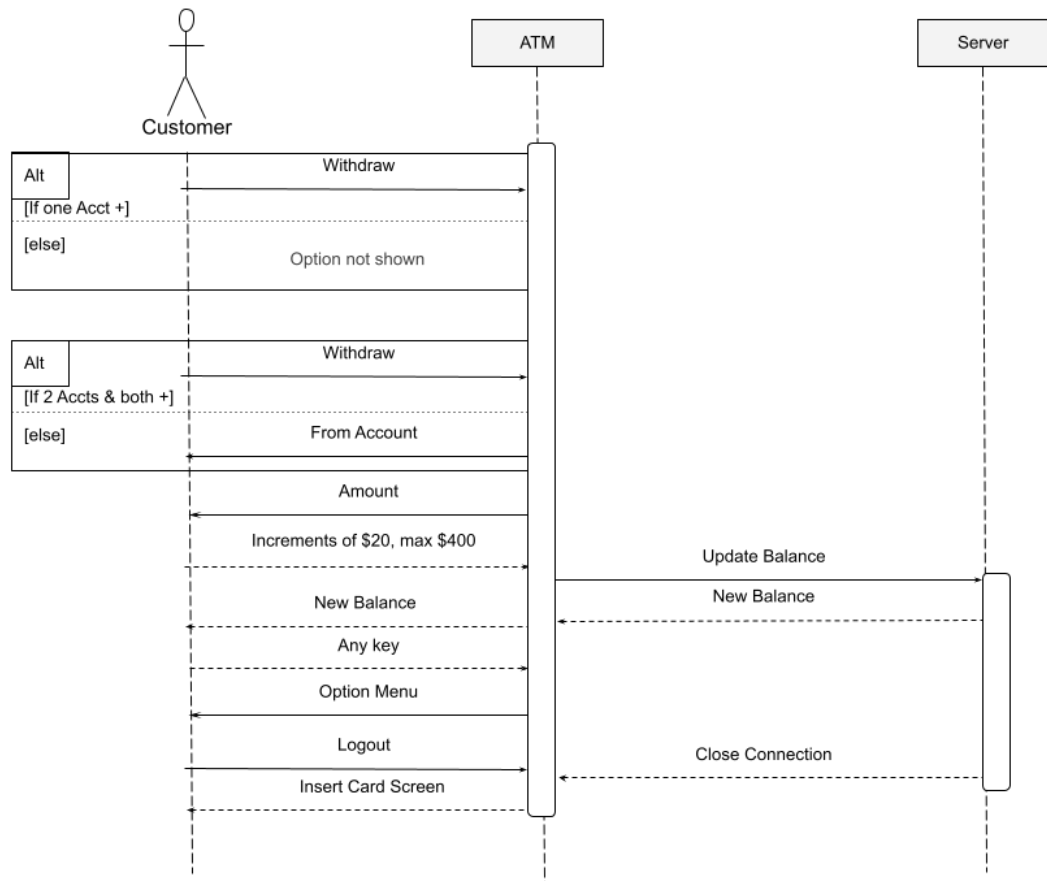 ATM
Server
Customer
Alt
Withdraw
[If one Acct +]
[else]
Option not shown
Alt
Withdraw
[If 2 Accts & both +]
[else]
From Account
Amount
Increments of $20, max $400
Update Balance
New Balance
New Balance
Any key
Option Menu
Logout
Close Connection
Insert Card Screen